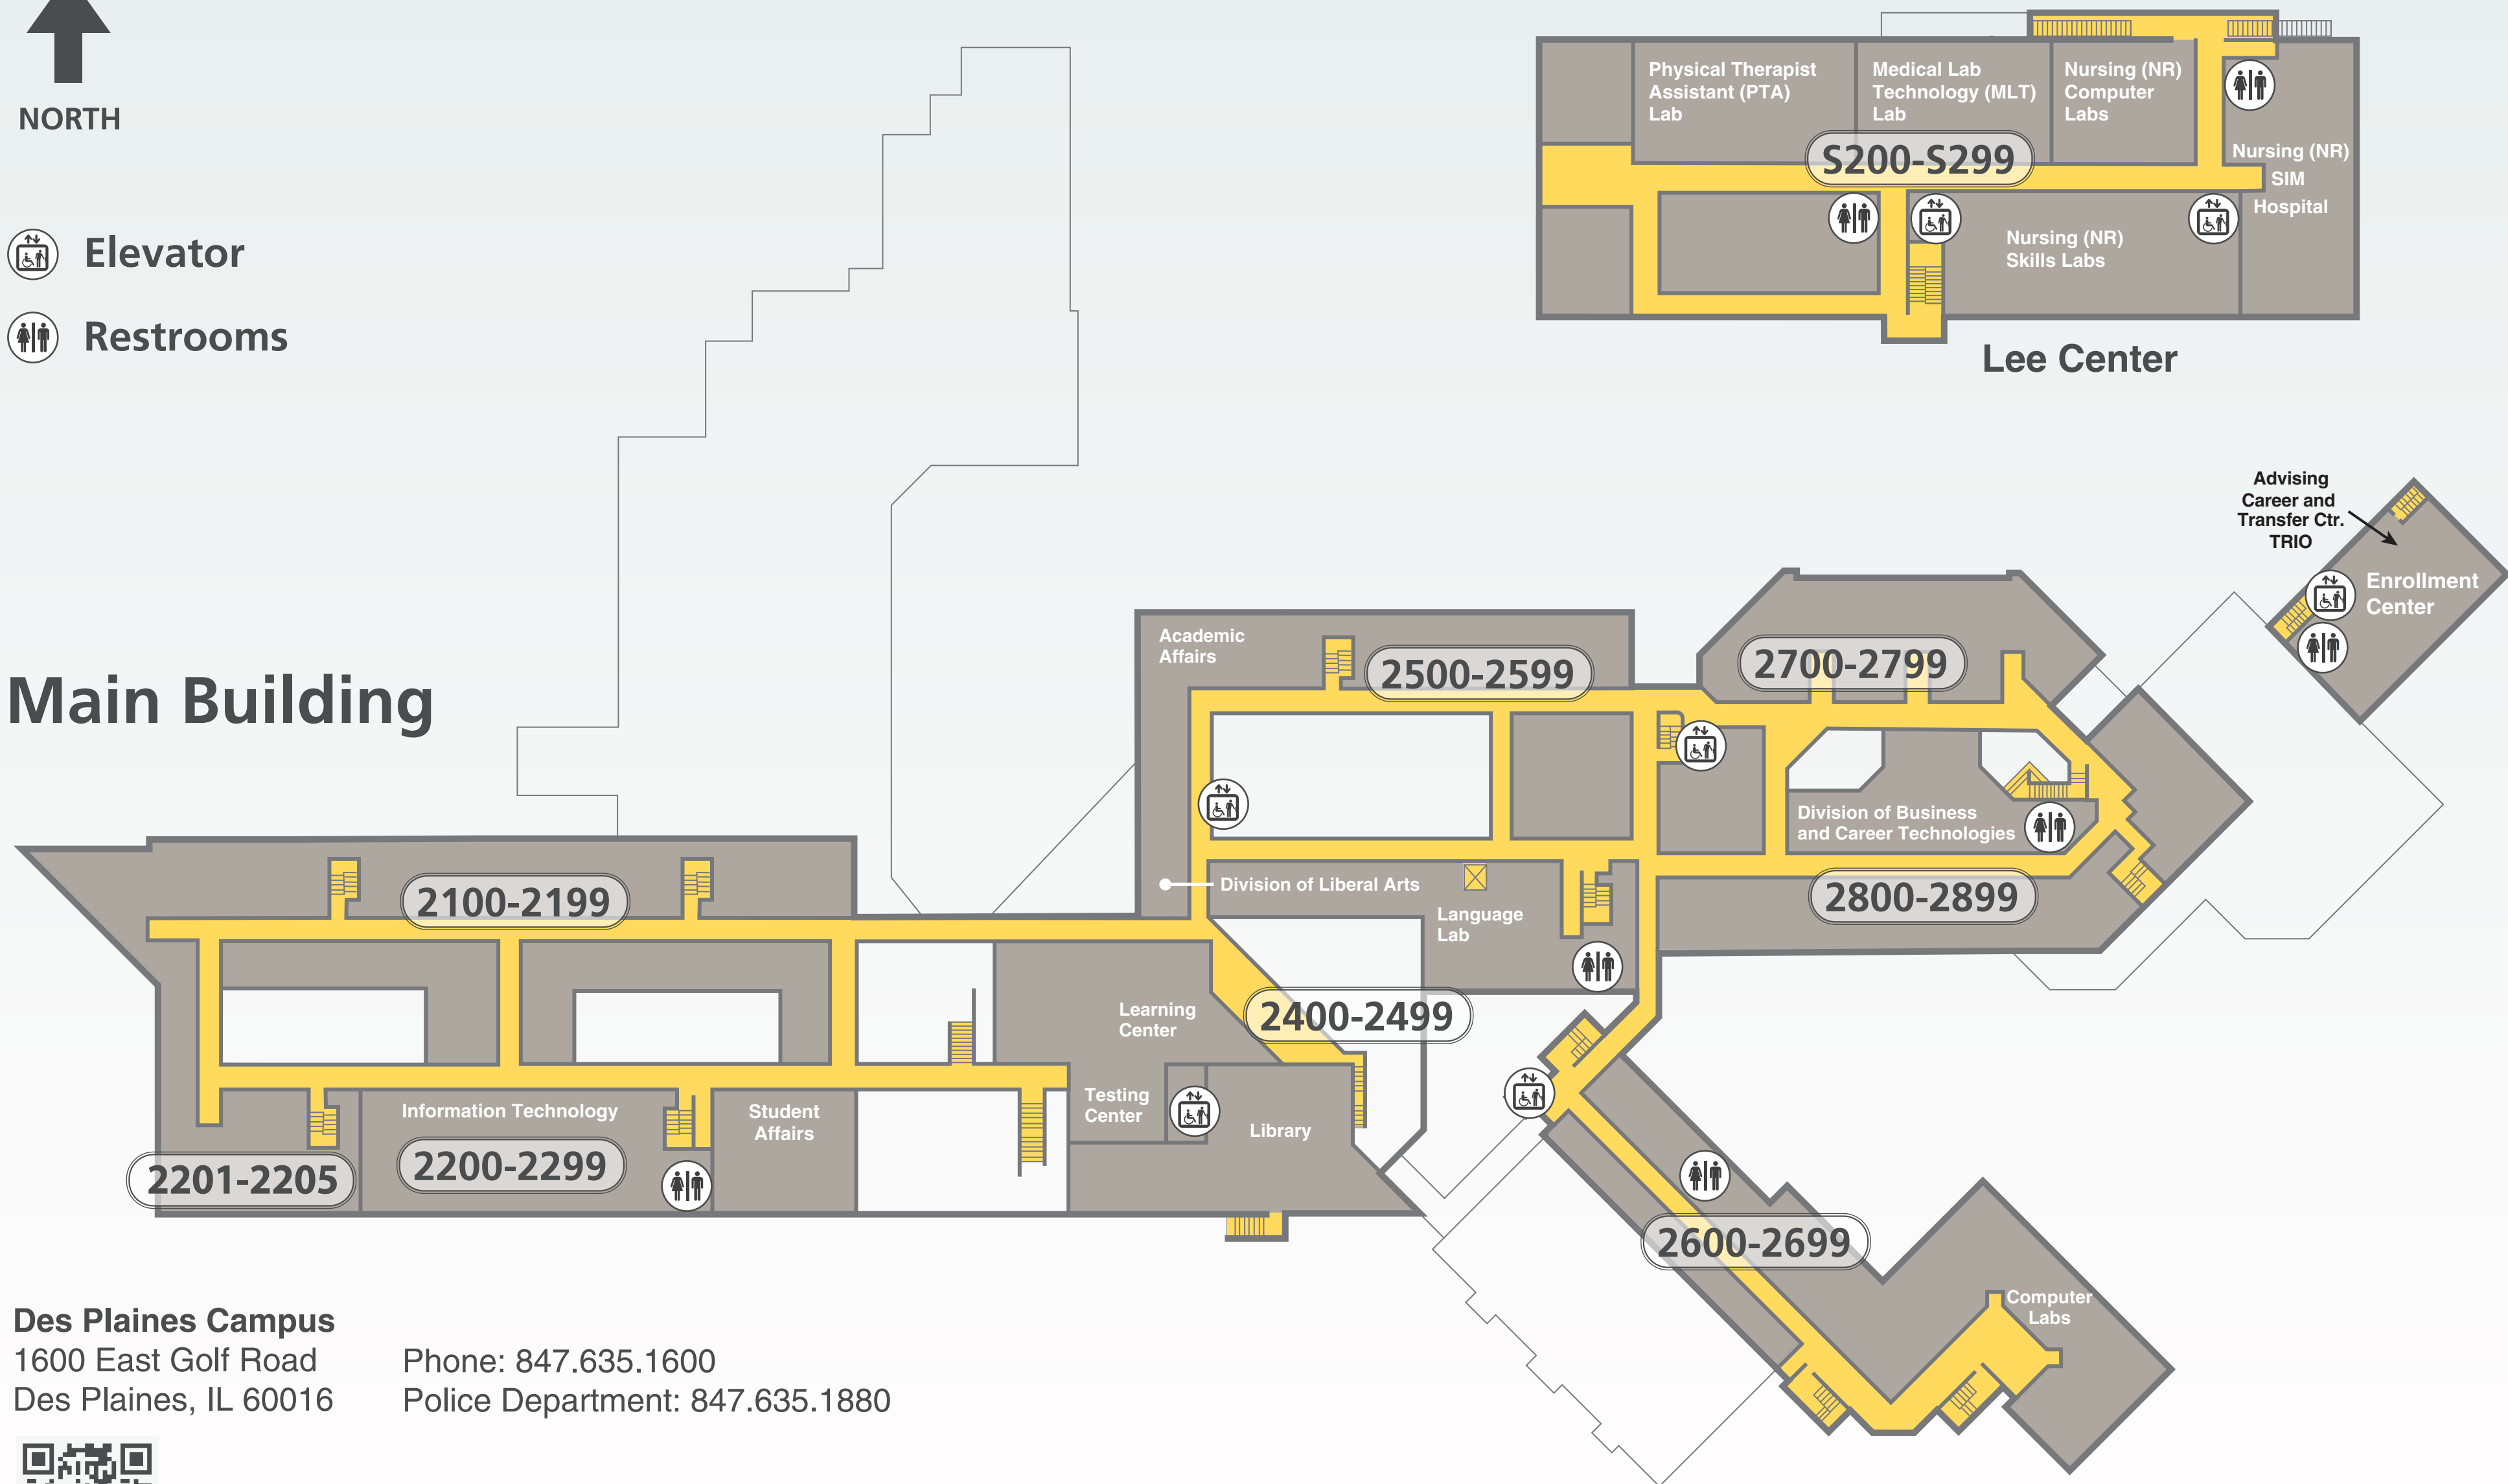 NORTH
Elevator
Restrooms
Physical Therapist
Assistant (PTA)
Lab
Medical Lab
Technology (MLT)
Lab
Nursing (NR)
Computer
Labs
S200-S299
Nursing (NR)
SIM
Hospital
Nursing (NR)
Skills Labs
Lee Center
Advising
Career and
Transfer Ctr.
TRIO
Enrollment
Center
Main Building
Academic
Affairs
2500-2599
2700-2799
Division of Business
and Career Technologies
2800-2899
Division of Liberal Arts
Language
Lab
2100-2199
Learning
Center
2400-2499
Testing
Center
Library
Information Technology
Student
Affairs
2201-2205
2200-2299
2600-2699
Computer
Labs
Des Plaines Campus
1600 East Golf Road
Des Plaines, IL 60016
Phone: 847.635.1600
Police Department: 847.635.1880